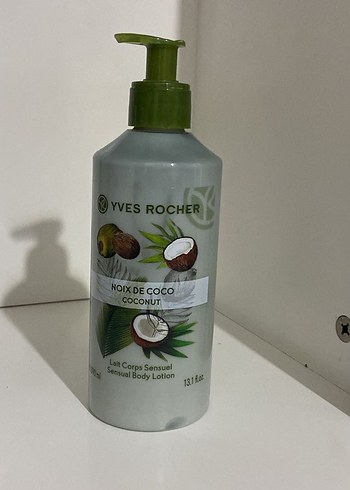 YVES ROCHER
NOIX DE COCO
COCONUT
Lait Corps Sensuel
Sensual Body Lotion
13.1 fl.oz